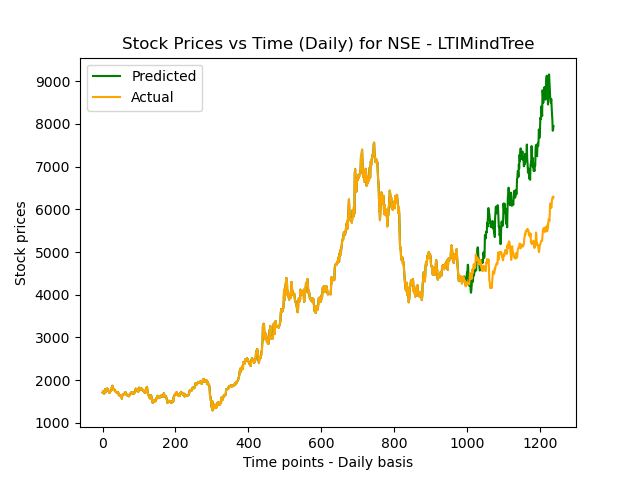 Stock Prices vs Time (Daily) for NSE - LTIMindTree
Predicted
Actual
Stock prices
9000
8000
7000
6000
5000
4000
3000
2000
1000
0 200 400 600 800 1000 1200
Time points - Daily basis